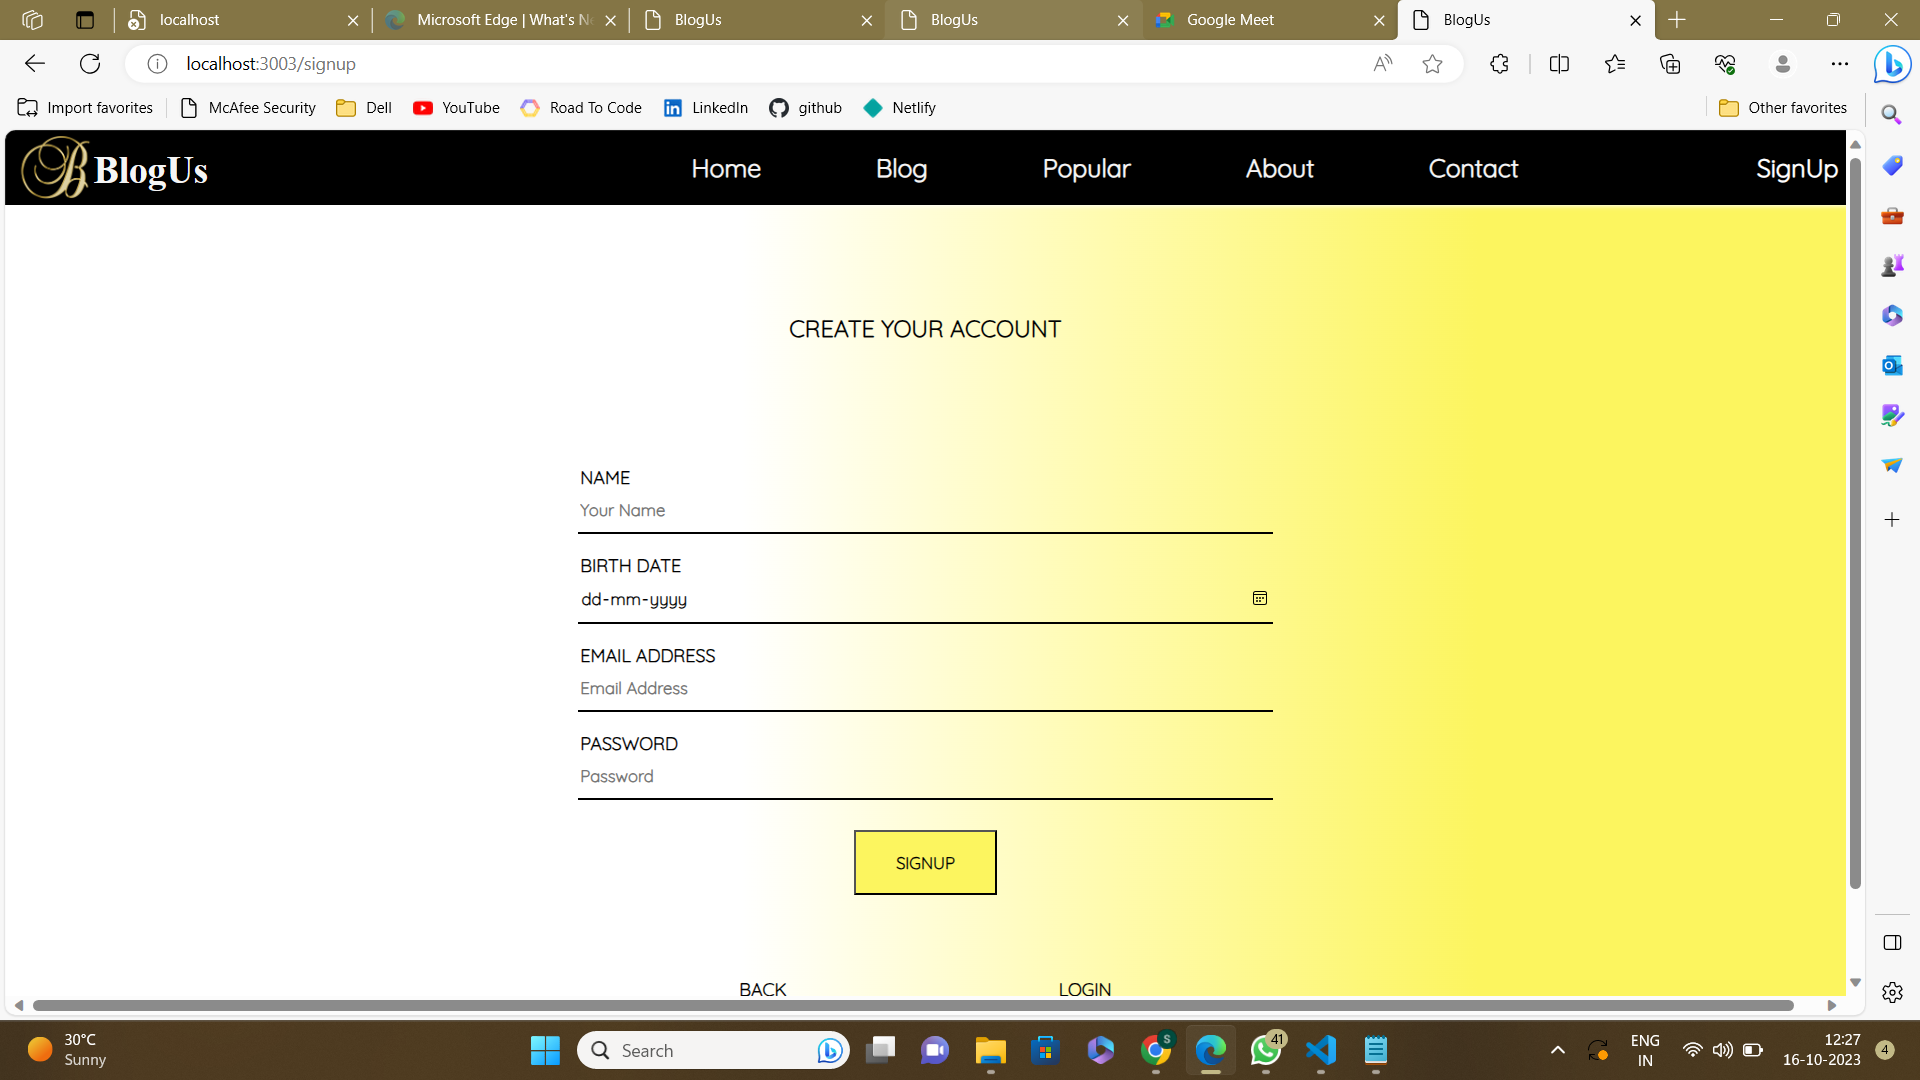 localhost
Microsoft Edge | What's Ne
BlogUs
BlogUs
Google Meet
BlogUs
localhost:3003/signup
Import favorites
McAfee Security
Dell
YouTube
Road To Code
LinkedIn
github
Netlify
Other favorites
B BlogUs
Home
Blog
Popular
About
Contact
SignUp
CREATE YOUR ACCOUNT
NAME
Your Name
BIRTH DATE
dd-mm-yyyy
EMAIL ADDRESS
Email Address
PASSWORD
Password
SIGNUP
BACK
LOGIN
30°C
Sunny
Search
S
41
ENG
IN
12:27
16-10-2023
4